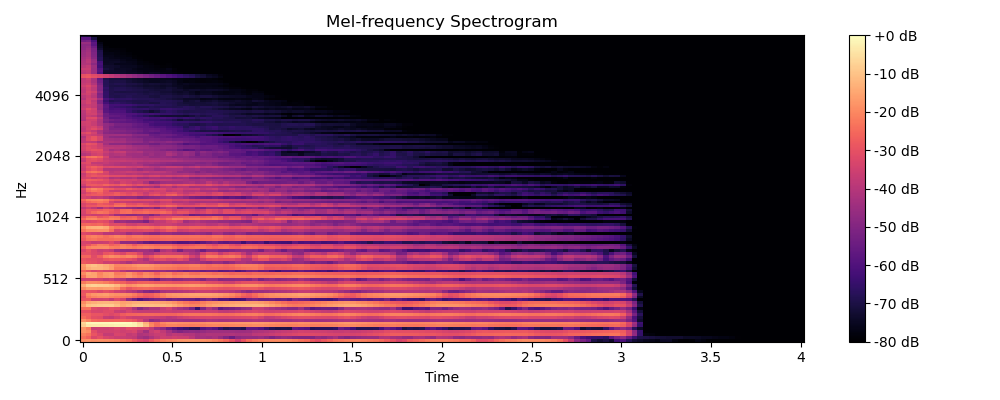 Mel-frequency Spectrogram
Hz
4096
2048
1024
512
0
0
0.5
1
1.5
2
2.5
3
3.5
4
Time
+0 dB
-10 dB
-20 dB
-30 dB
-40 dB
-50 dB
-60 dB
-70 dB
-80 dB